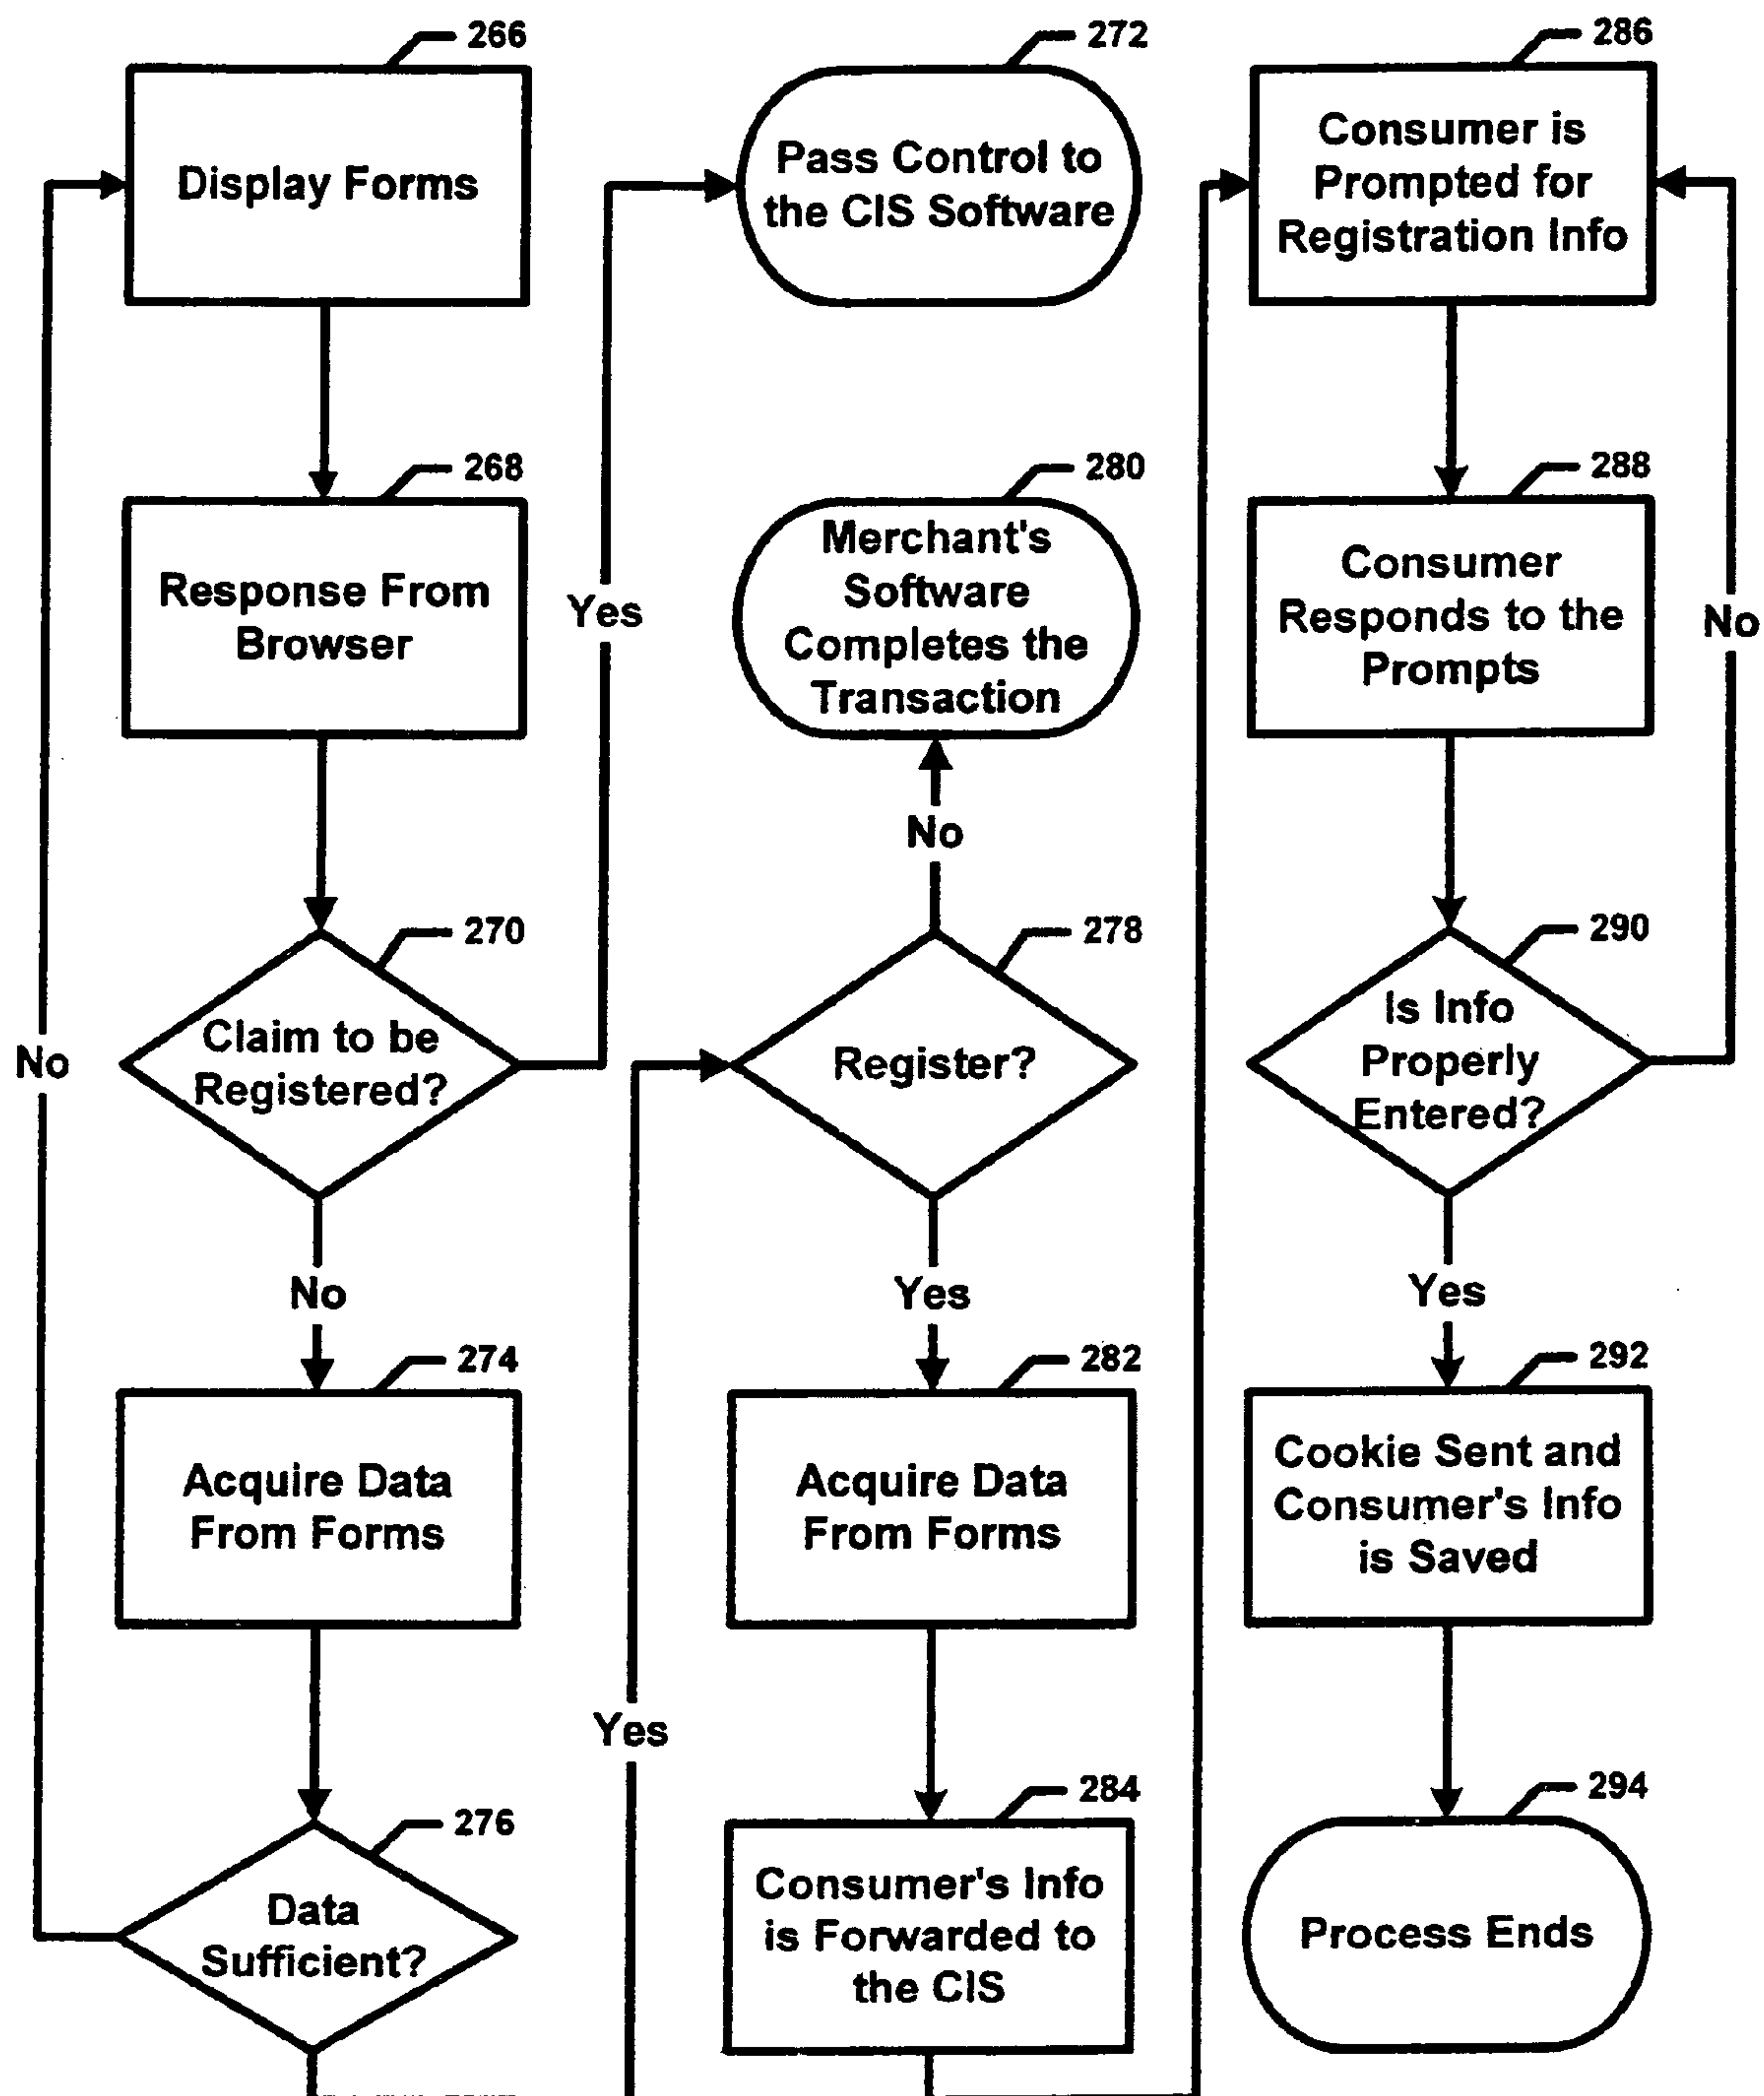 266
Display Forms
268
Response From
Browser
270
Claim to be
Registered?
No
No
274
Acquire Data
From Forms
276
Data
Sufficient?
Yes
Yes
272
Pass Control to
the CIS Software
280
Merchant's
Software
Completes the
Transaction
No
278
Register?
Yes
282
Acquire Data
From Forms
284
Consumer's Info
is Forwarded to
the CIS
286
Consumer is
Prompted for
Registration Info
288
Consumer
Responds to the
Prompts
No
290
Is Info
Properly
Entered?
Yes
292
Cookie Sent and
Consumer's Info
is Saved
294
Process Ends